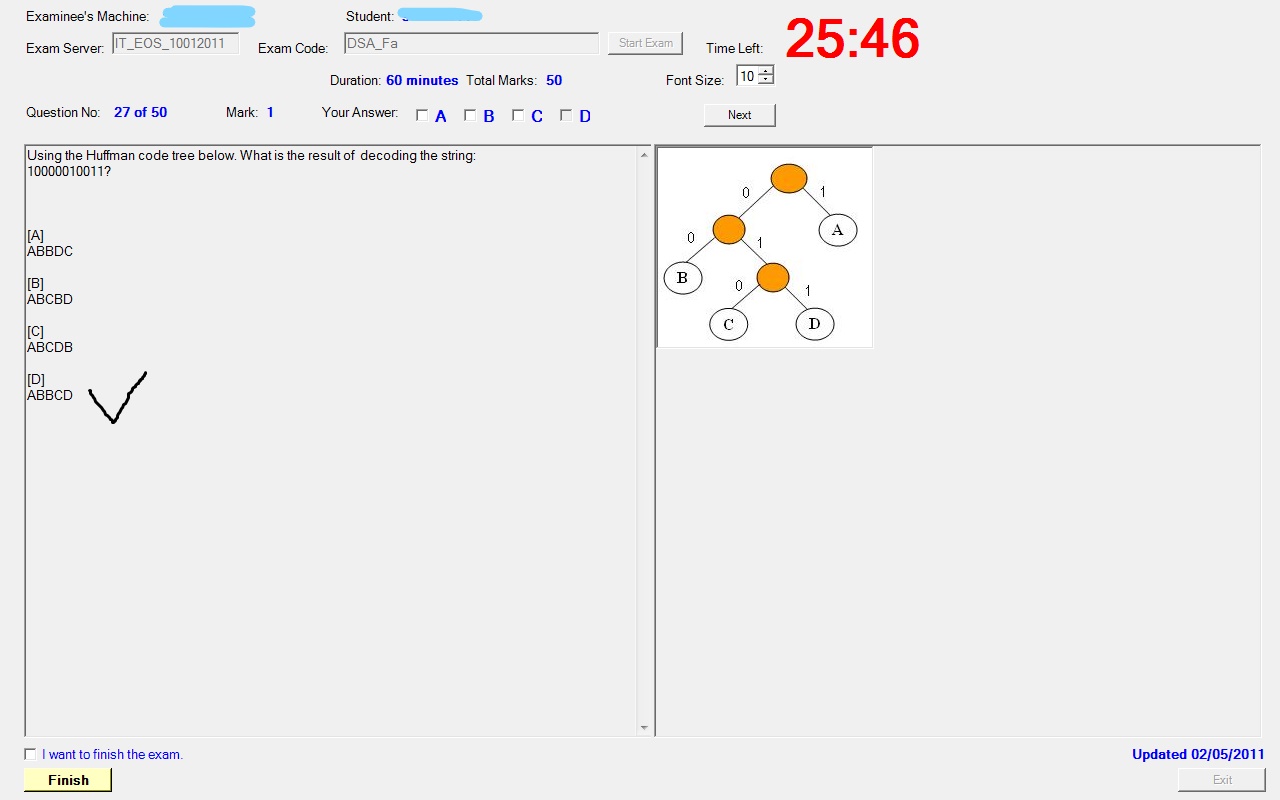 Examinee's Machine: Student:
Exam Server: IT_EOS_10012011 Exam Code: DSA_Fa Start Exam Time Left: 25:46
Duration: 60 minutes Total Marks: 50 Font Size: 10
Question No: 27 of 50 Mark: 1 Your Answer: A B C D Next
Using the Huffman code tree below. What is the result of decoding the string:
10000010011?
[A]
ABBDC
[B]
ABCBD
[C]
ABCDB
[D]
ABBCD
0 1
0 1 A
B 0 1
C D
I want to finish the exam. Updated 02/05/2011
Finish Exit